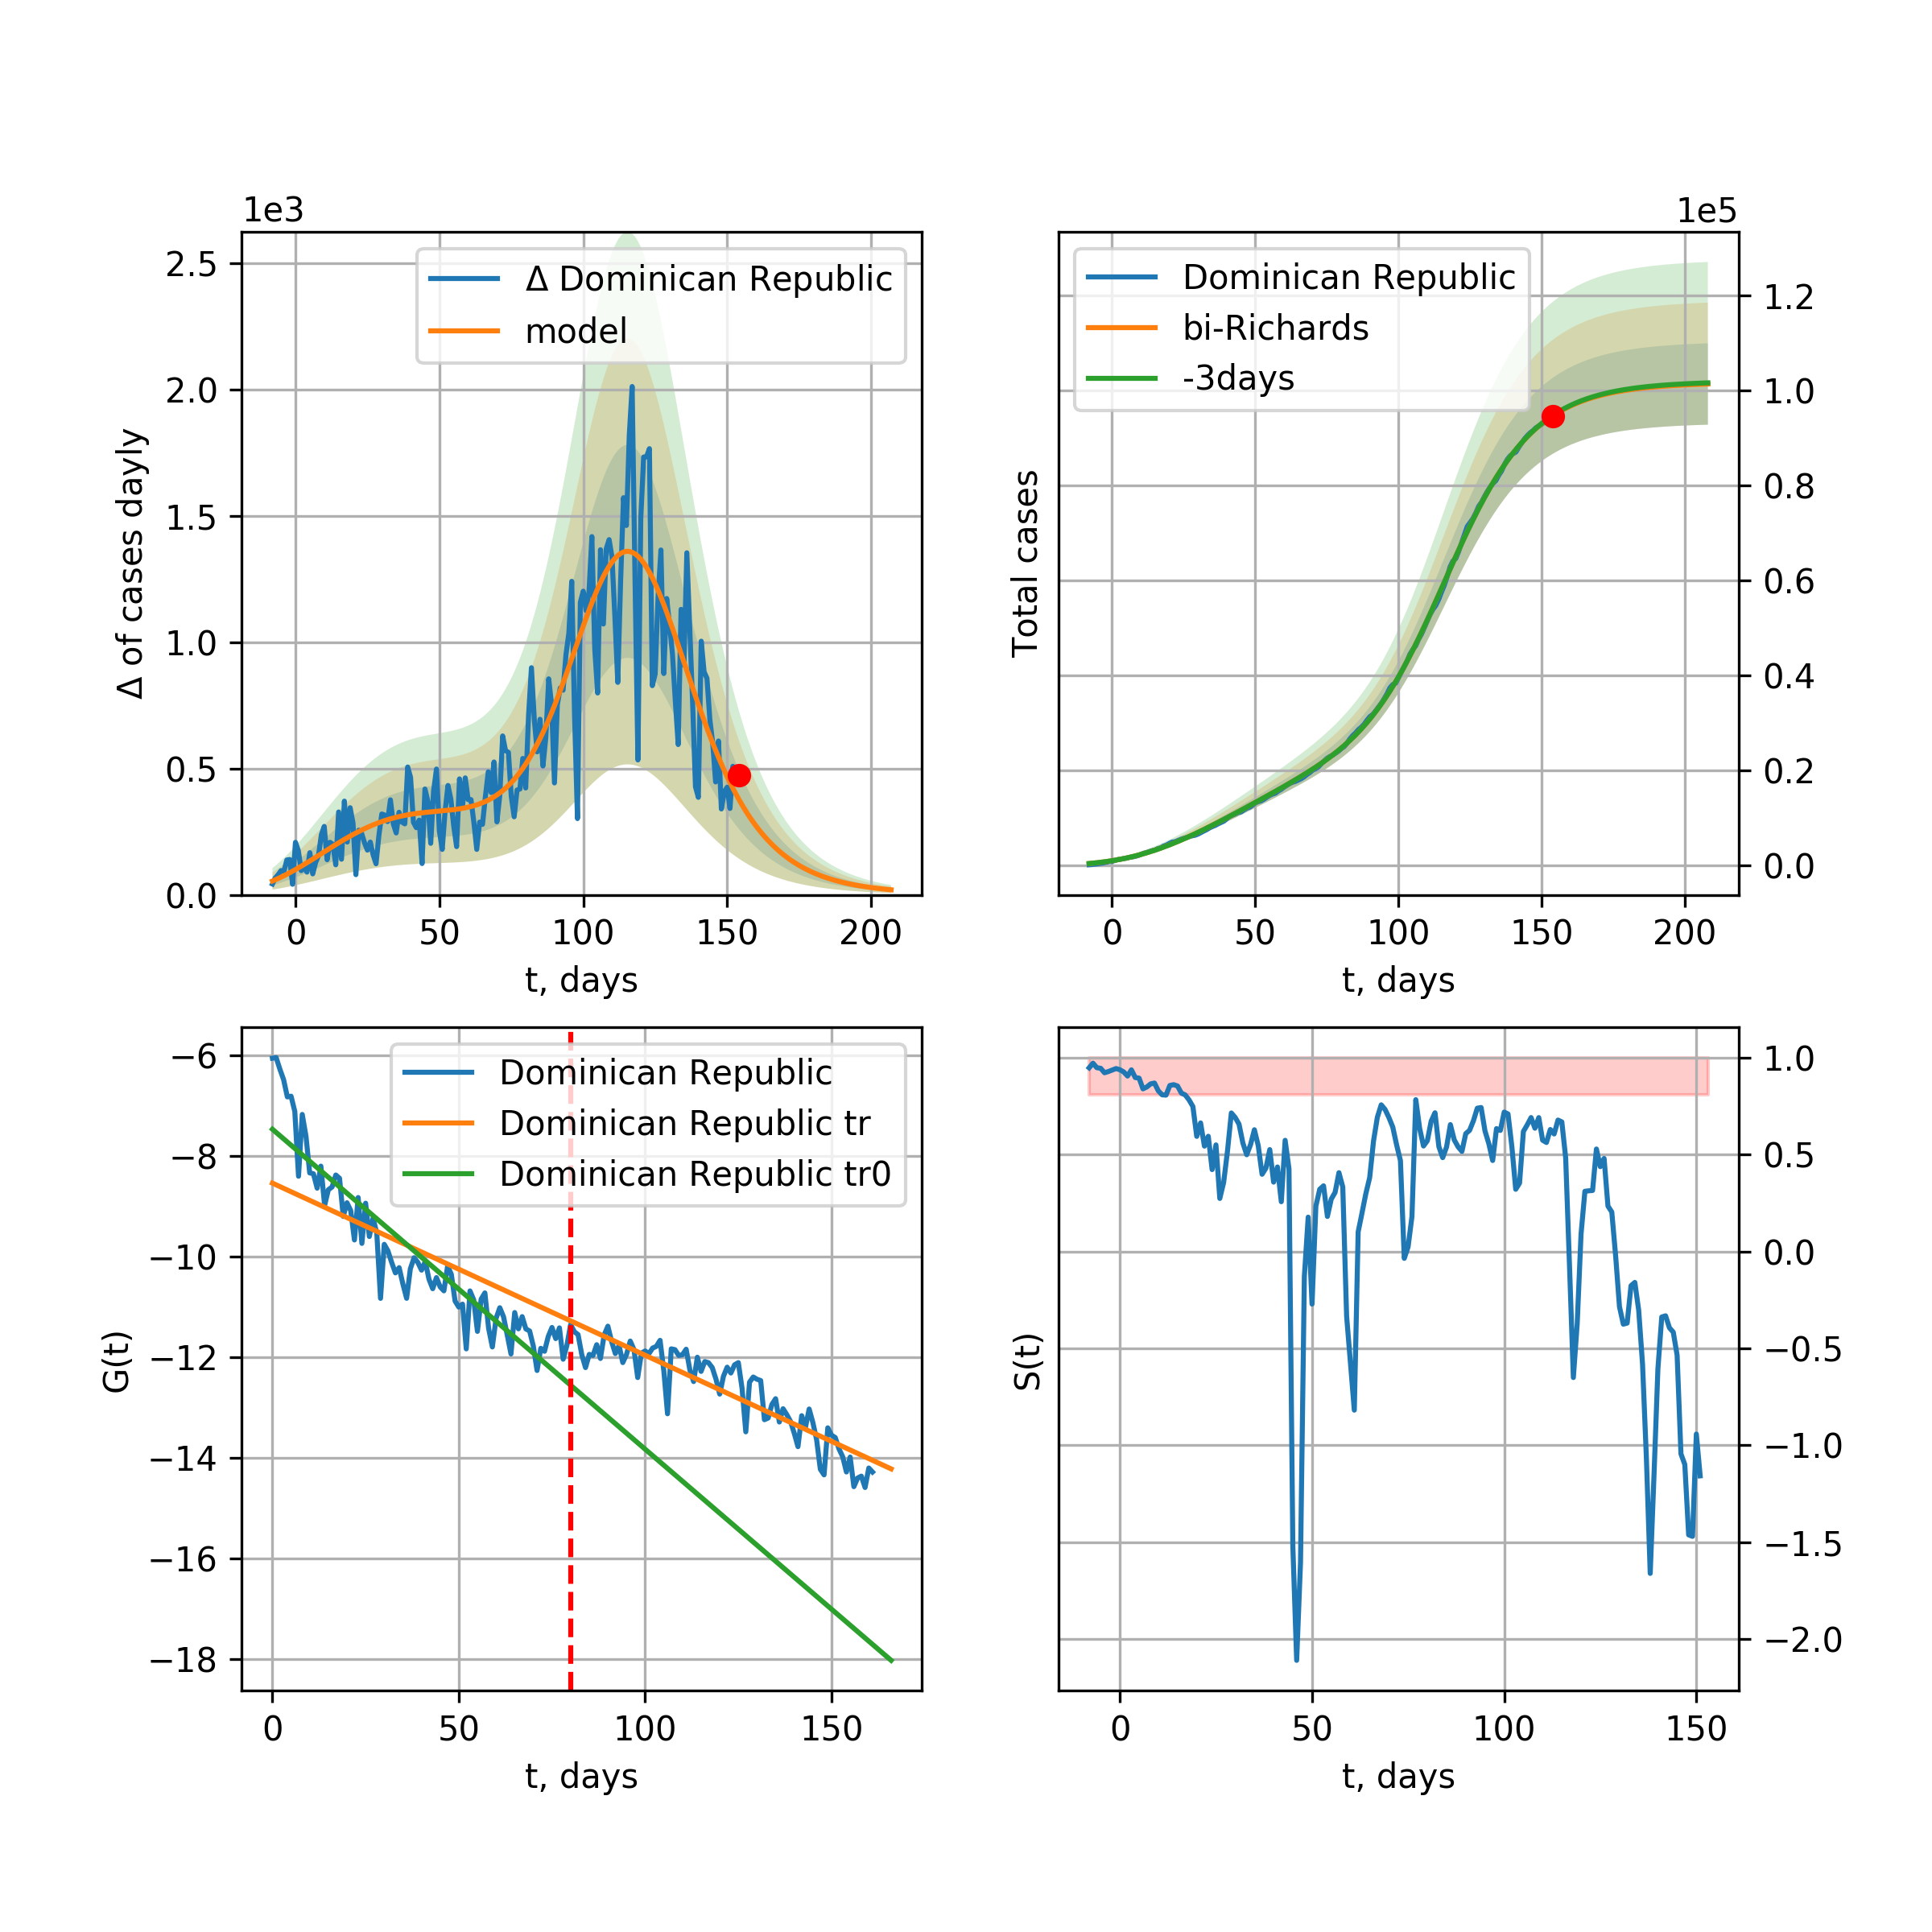 1e3
2.5
2.0
1.5
1.0
0.5
0.0
Δ of cases dayly
Δ Dominican Republic
model
0 50 100 150 200
t, days
1e5
Total cases
Dominican Republic
bi-Richards
-3days
1.2
1.0
0.8
0.6
0.4
0.2
0.0
0 50 100 150 200
t, days
−6
−8
−10
−12
−14
−16
−18
G(t)
Dominican Republic
Dominican Republic tr
Dominican Republic tr0
0 50 100 150
t, days
S(t)
1.0
0.5
0.0
−0.5
−1.0
−1.5
−2.0
0 50 100 150
t, days